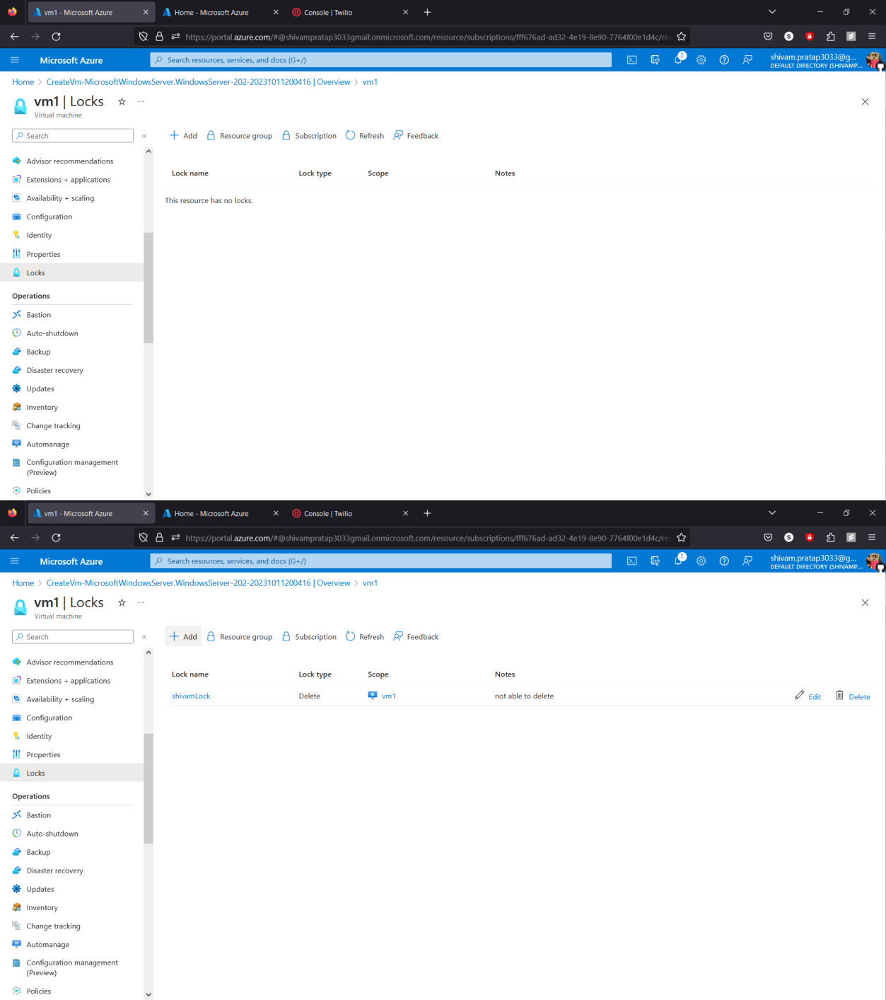 vm1 - Microsoft Azure
Home - Microsoft Azure
Console | Twilio
https://portal.azure.com/#@shivampratap3033gmail.onmicrosoft.com/resource/subscriptions/fff676ad-ad32-4e19-8e90-7764f00e1d4c/res
Microsoft Azure
Search resources, services, and docs (G+/)
2
shivam.pratap3033@g...
DEFAULT DIRECTORY (SHIVAMP...
Home > CreateVm-MicrosoftWindowsServer.WindowsServer-202-20231011200416 | Overview > vm1
vm1 | Locks
Virtual machine
Search
Add
Resource group
Subscription
Refresh
Feedback
Advisor recommendations
Extensions + applications
Availability + scaling
Configuration
Identity
Properties
Locks
Operations
Bastion
Auto-shutdown
Backup
Disaster recovery
Updates
Inventory
Change tracking
Automanage
Configuration management
(Preview)
Policies
Lock name Lock type Scope Notes
This resource has no locks.
vm1 - Microsoft Azure
Home - Microsoft Azure
Console | Twilio
https://portal.azure.com/#@shivampratap3033gmail.onmicrosoft.com/resource/subscriptions/fff676ad-ad32-4e19-8e90-7764f00e1d4c/res
Microsoft Azure
Search resources, services, and docs (G+/)
2
shivam.pratap3033@g...
DEFAULT DIRECTORY (SHIVAMP...
Home > CreateVm-MicrosoftWindowsServer.WindowsServer-202-20231011200416 | Overview > vm1
vm1 | Locks
Virtual machine
Search
Add
Resource group
Subscription
Refresh
Feedback
Advisor recommendations
Extensions + applications
Availability + scaling
Configuration
Identity
Properties
Locks
Operations
Bastion
Auto-shutdown
Backup
Disaster recovery
Updates
Inventory
Change tracking
Automanage
Configuration management
(Preview)
Policies
Lock name Lock type Scope Notes
shivamLock Delete vm1 not able to delete Edit Delete